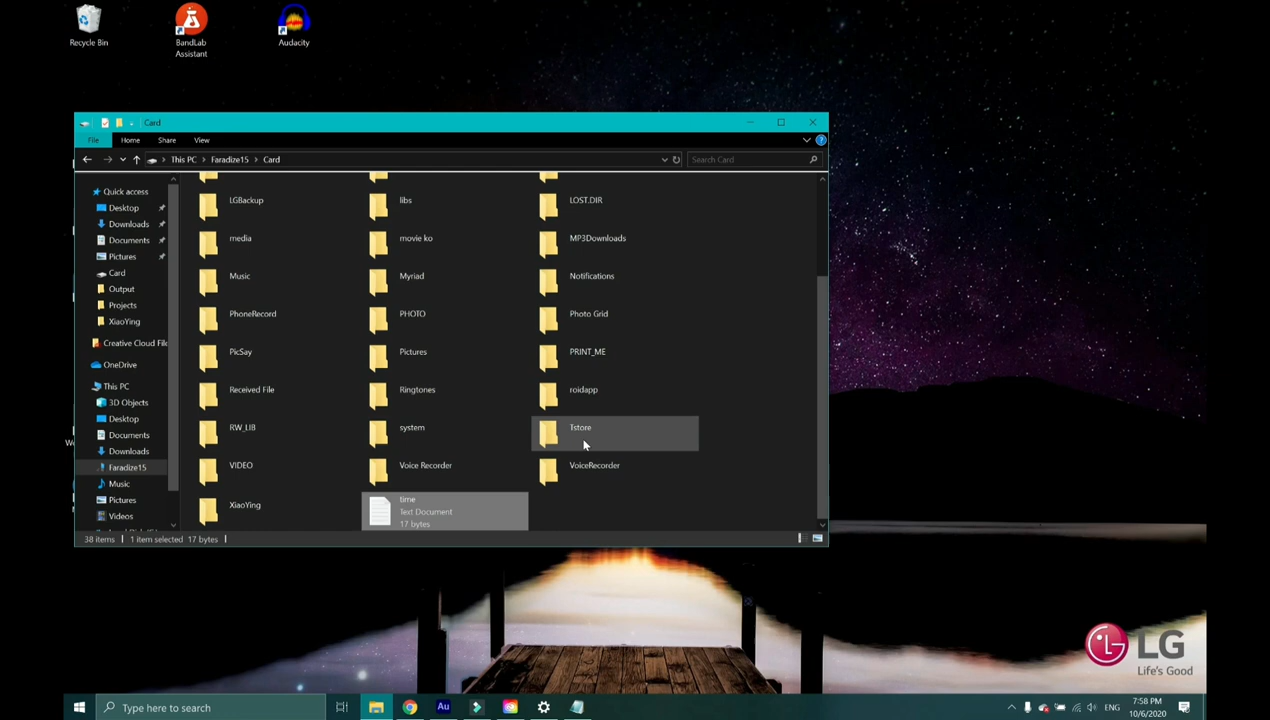 Recycle Bin
BandLab
Assistant
Audacity
Card
File
Home
Share
View
This PC
Faradize15
Card
Search Card
Quick access
Desktop
Downloads
Documents
Pictures
Card
Output
Projects
XiaoYing
Creative Cloud File
OneDrive
This PC
3D Objects
Desktop
Documents
Downloads
Faradize15
Music
Pictures
Videos
LGBackup
libs
LOST.DIR
media
movie ko
MP3Downloads
Music
Myriad
Notifications
PhoneRecord
PHOTO
Photo Grid
PicSay
Pictures
PRINT_ME
Received File
Ringtones
roidapp
RW_LIB
system
Tstore
VIDEO
Voice Recorder
VoiceRecorder
XiaoYing
time
Text Document
17 bytes
38 items
1 item selected 17 bytes
LG
Life's Good
Type here to search
Au
ENG
7:58 PM
10/6/2020